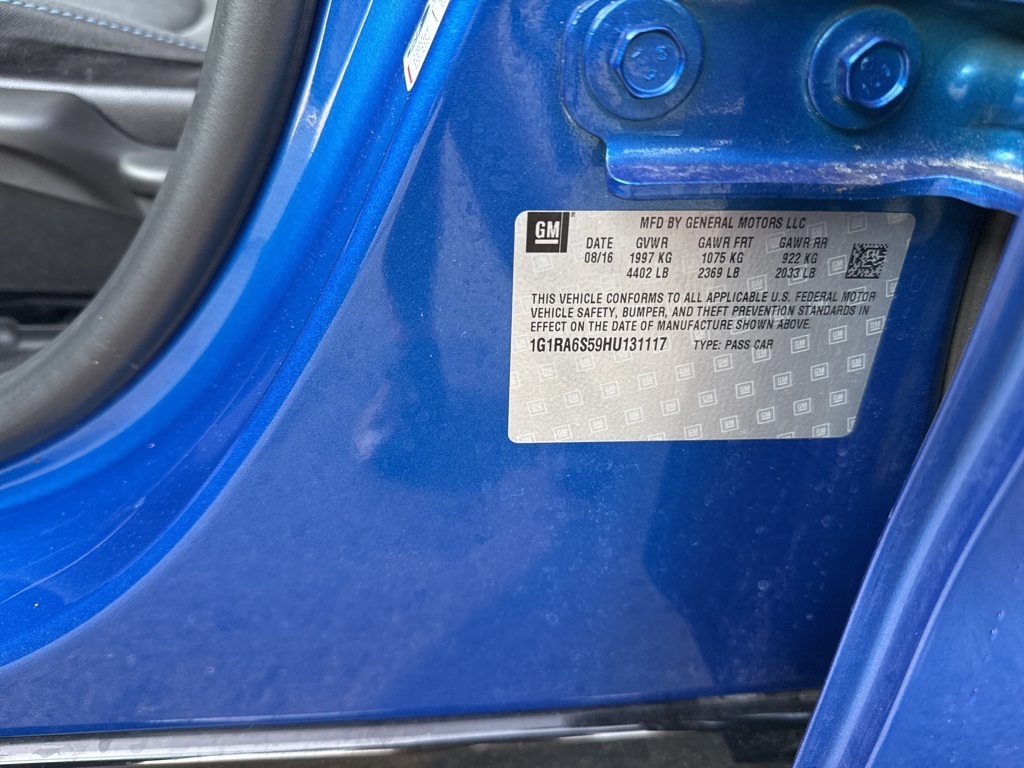 GM
MFD BY GENERAL MOTORS LLC
DATE GVWR GAWR FRT GAWR RR
08/16 1997 KG 1075 KG 922 KG
4402 LB 2369 LB 2033 LB
THIS VEHICLE CONFORMS TO ALL APPLICABLE U.S. FEDERAL MOTOR
VEHICLE SAFETY, BUMPER, AND THEFT PREVENTION STANDARDS IN
EFFECT ON THE DATE OF MANUFACTURE SHOWN ABOVE.
1G1RA6S59HU131117 TYPE: PASS CAR